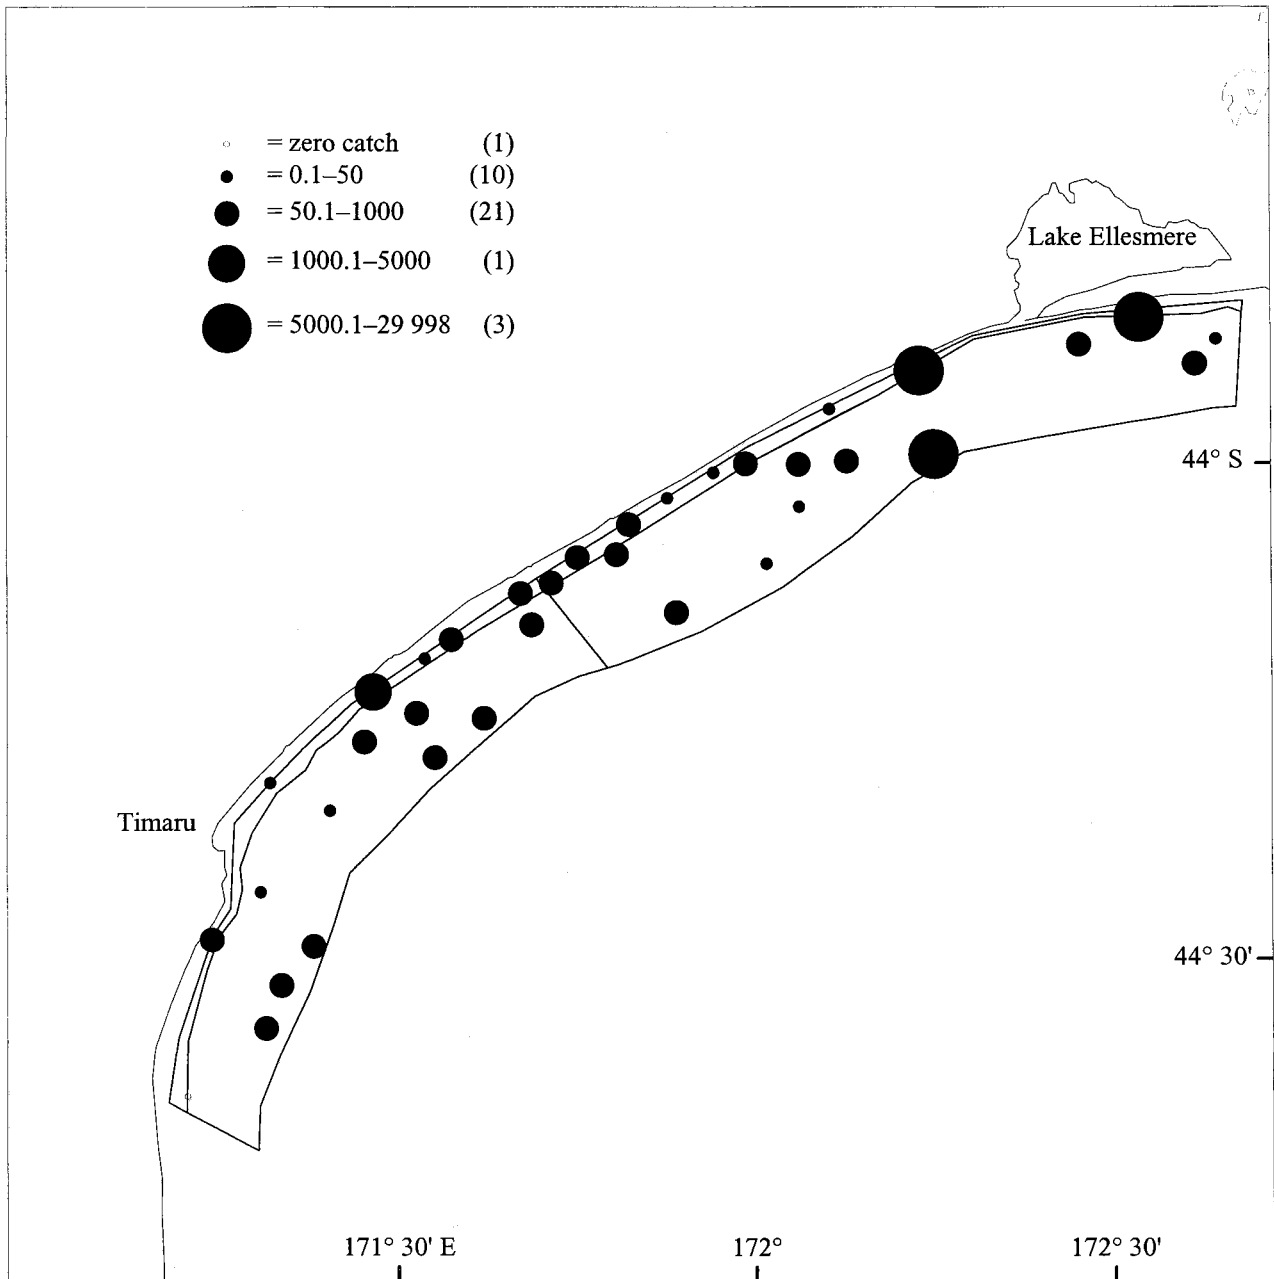 = zero catch (1)
= 0.1–50 (10)
= 50.1–1000 (21)
= 1000.1–5000 (1)
= 5000.1–29 998 (3)
Lake Ellesmere
44° S
Timaru
44° 30'
171° 30' E 172° 172° 30'